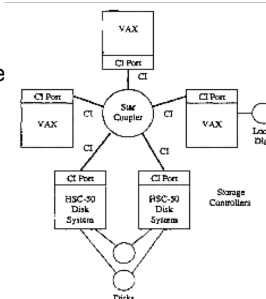 VAX
CI Port
e
CI
CI Port
Star
Coupler
CI Port
CI
CI
VAX
VAX
CI
CI
CI Port
CI Port
HSC-50
Disk
System
HSC-50
Disk
System
Storage
Controllers
Disks